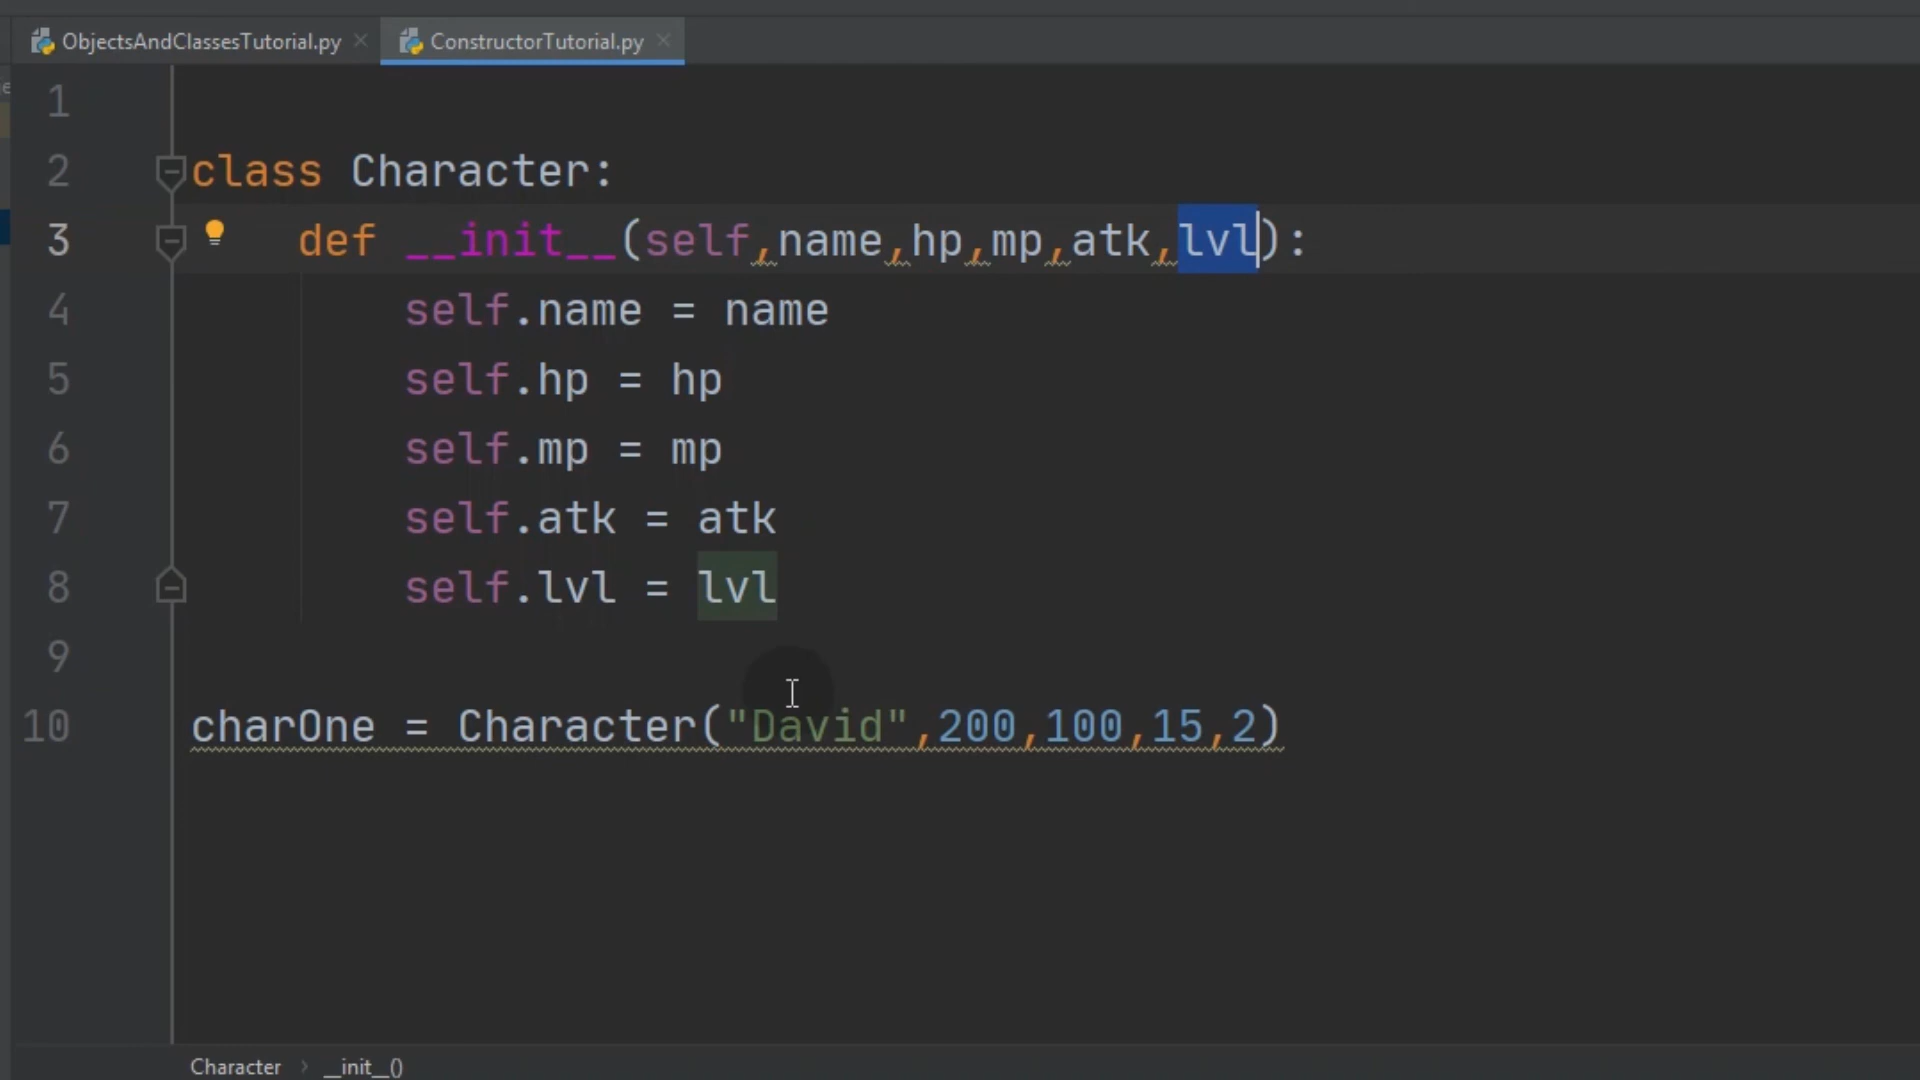 ObjectsAndClassesTutorial.py ConstructorTutorial.py
1
2 class Character:
3 def __init__(self,name,hp,mp,atk,lvl):
4 self.name = name
5 self.hp = hp
6 self.mp = mp
7 self.atk = atk
8 self.lvl = lvl
9
10 charOne = Character("David",200,100,15,2)
Character › __init__()